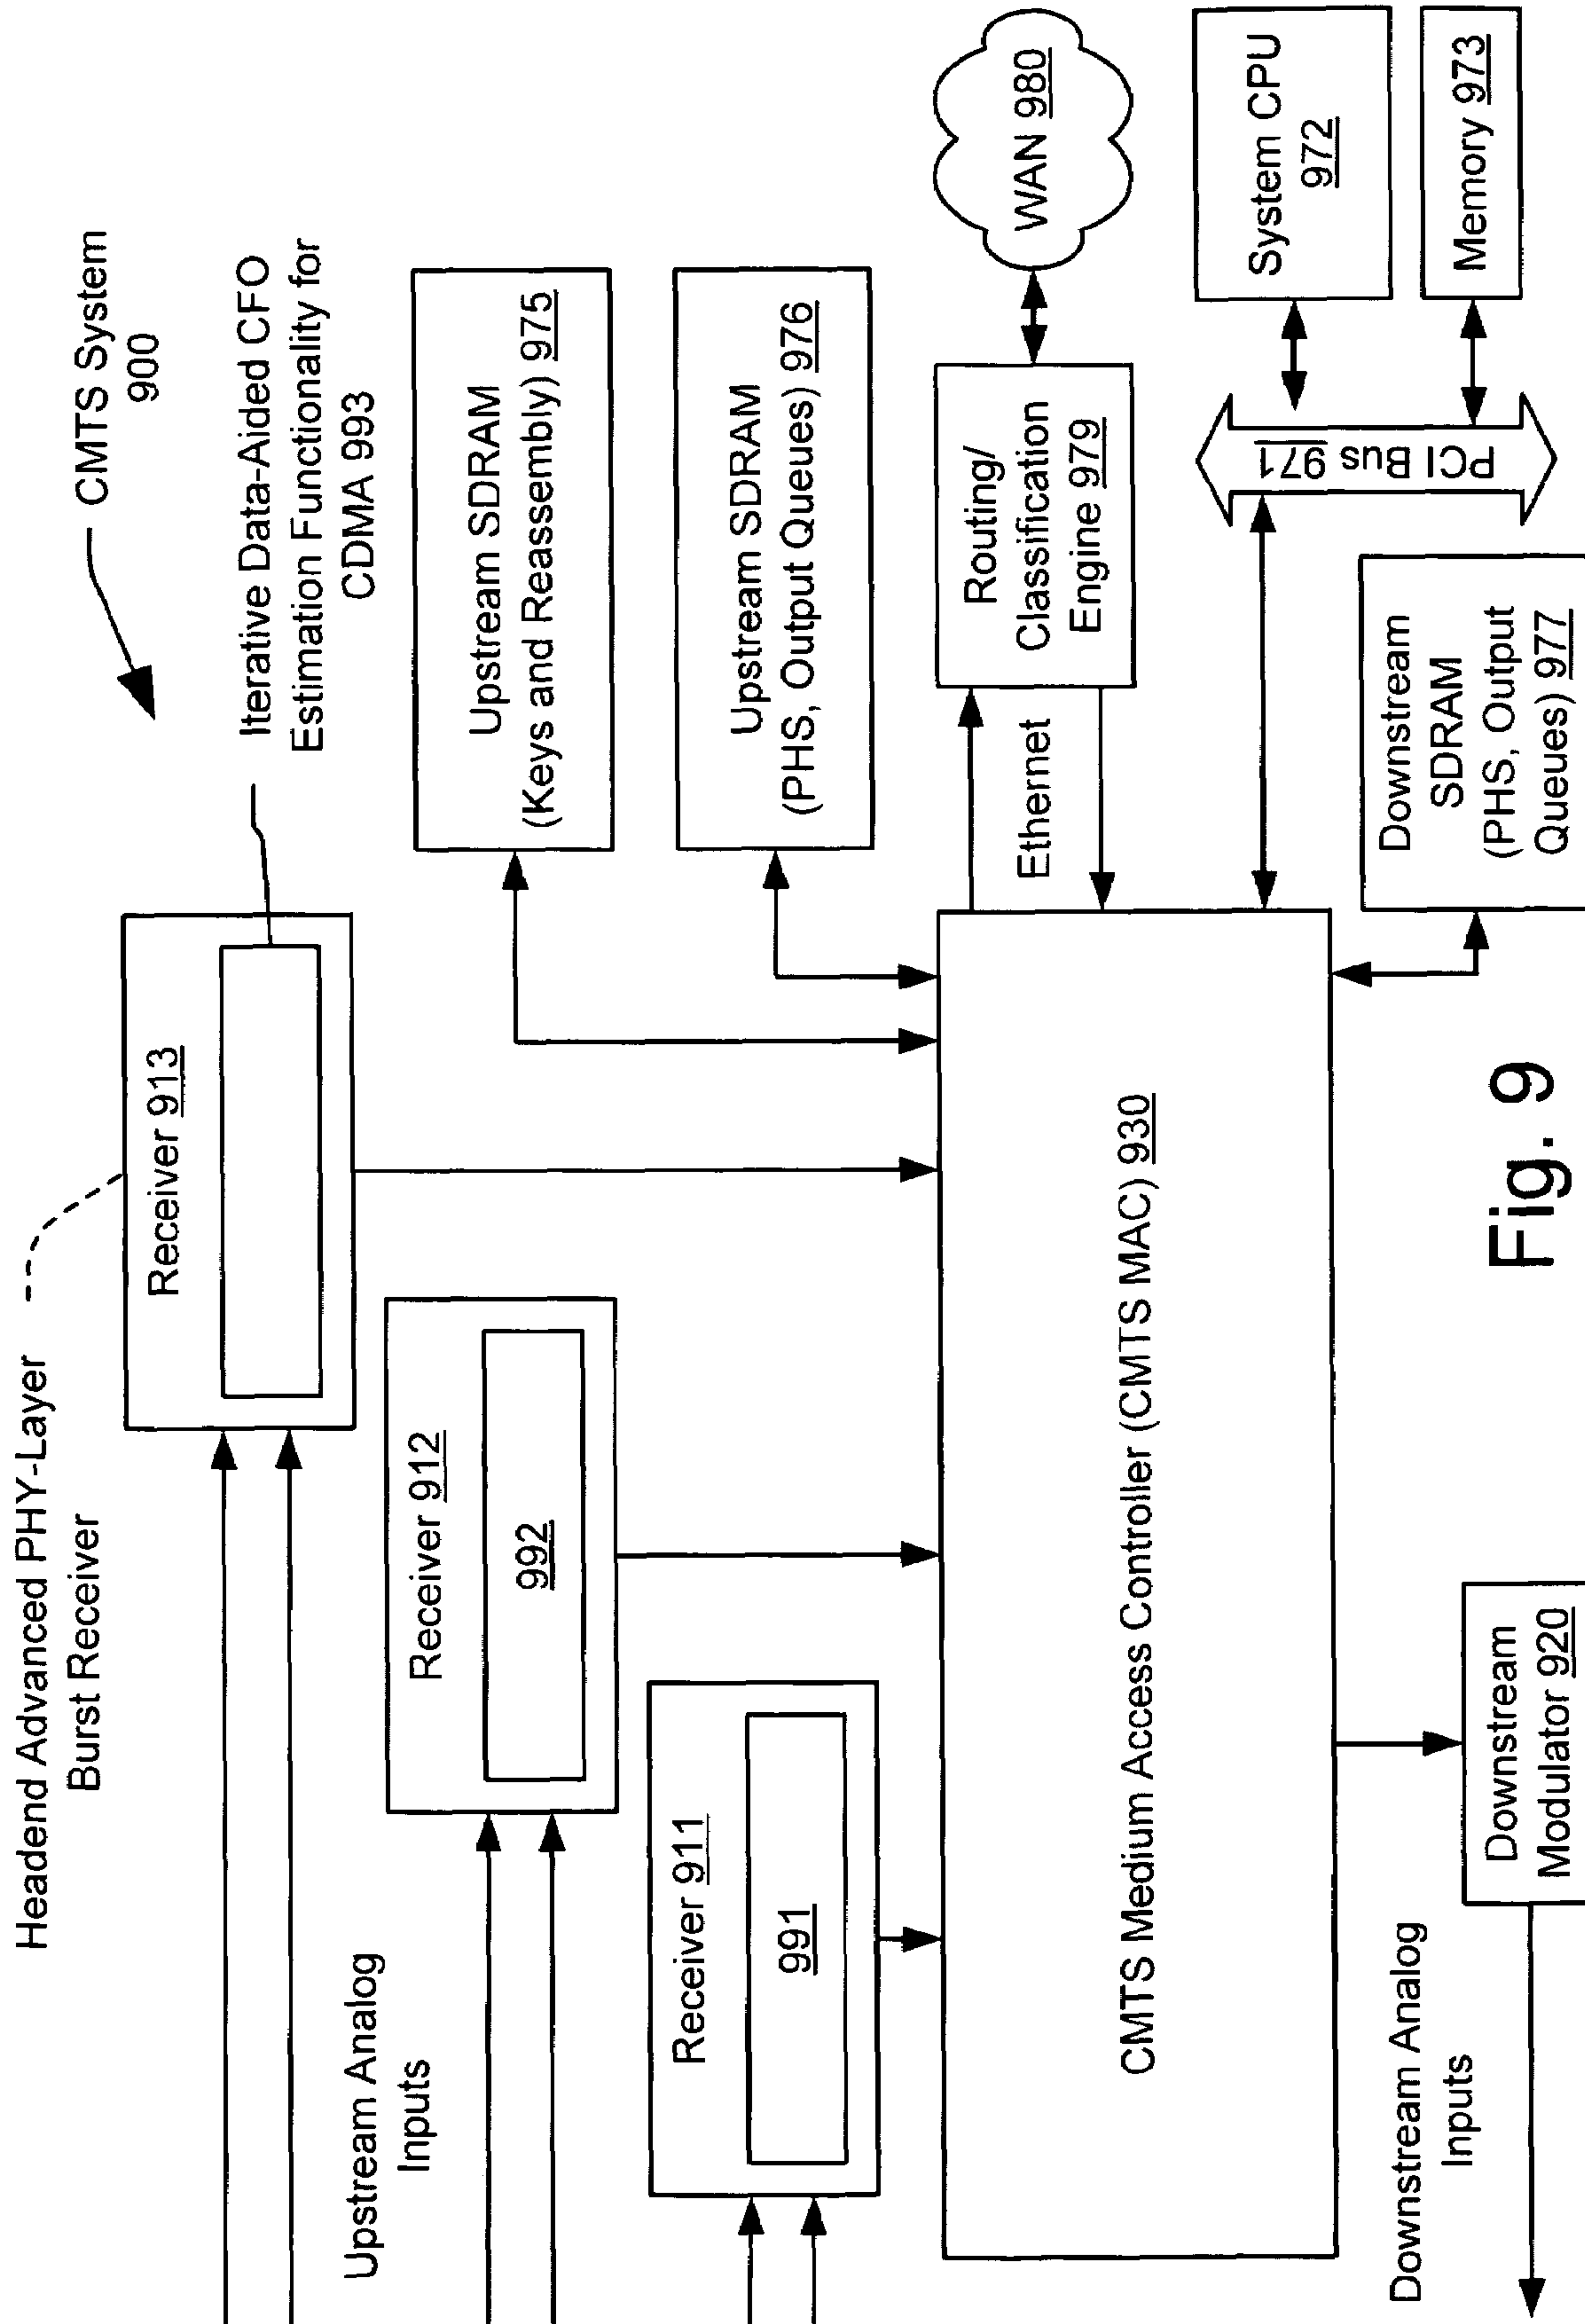 CMTS System
900
Headend Advanced PHY-Layer
Burst Receiver
Iterative Data-Aided CFO
Estimation Functionality for
CDMA 993
Receiver 913
Upstream Analog
Inputs
Receiver 912
992
Receiver 911
991
Upstream SDRAM
(Keys and Reassembly) 975
Upstream SDRAM
(PHS, Output Queues) 976
CMTS Medium Access Controller (CMTS MAC) 930
Ethernet
Routing/
Classification
Engine 979
WAN 980
PCI Bus 971
System CPU
972
Memory 973
Downstream
SDRAM
(PHS, Output
Queues) 977
Downstream Analog
Inputs
Downstream
Modulator 920
Fig. 9